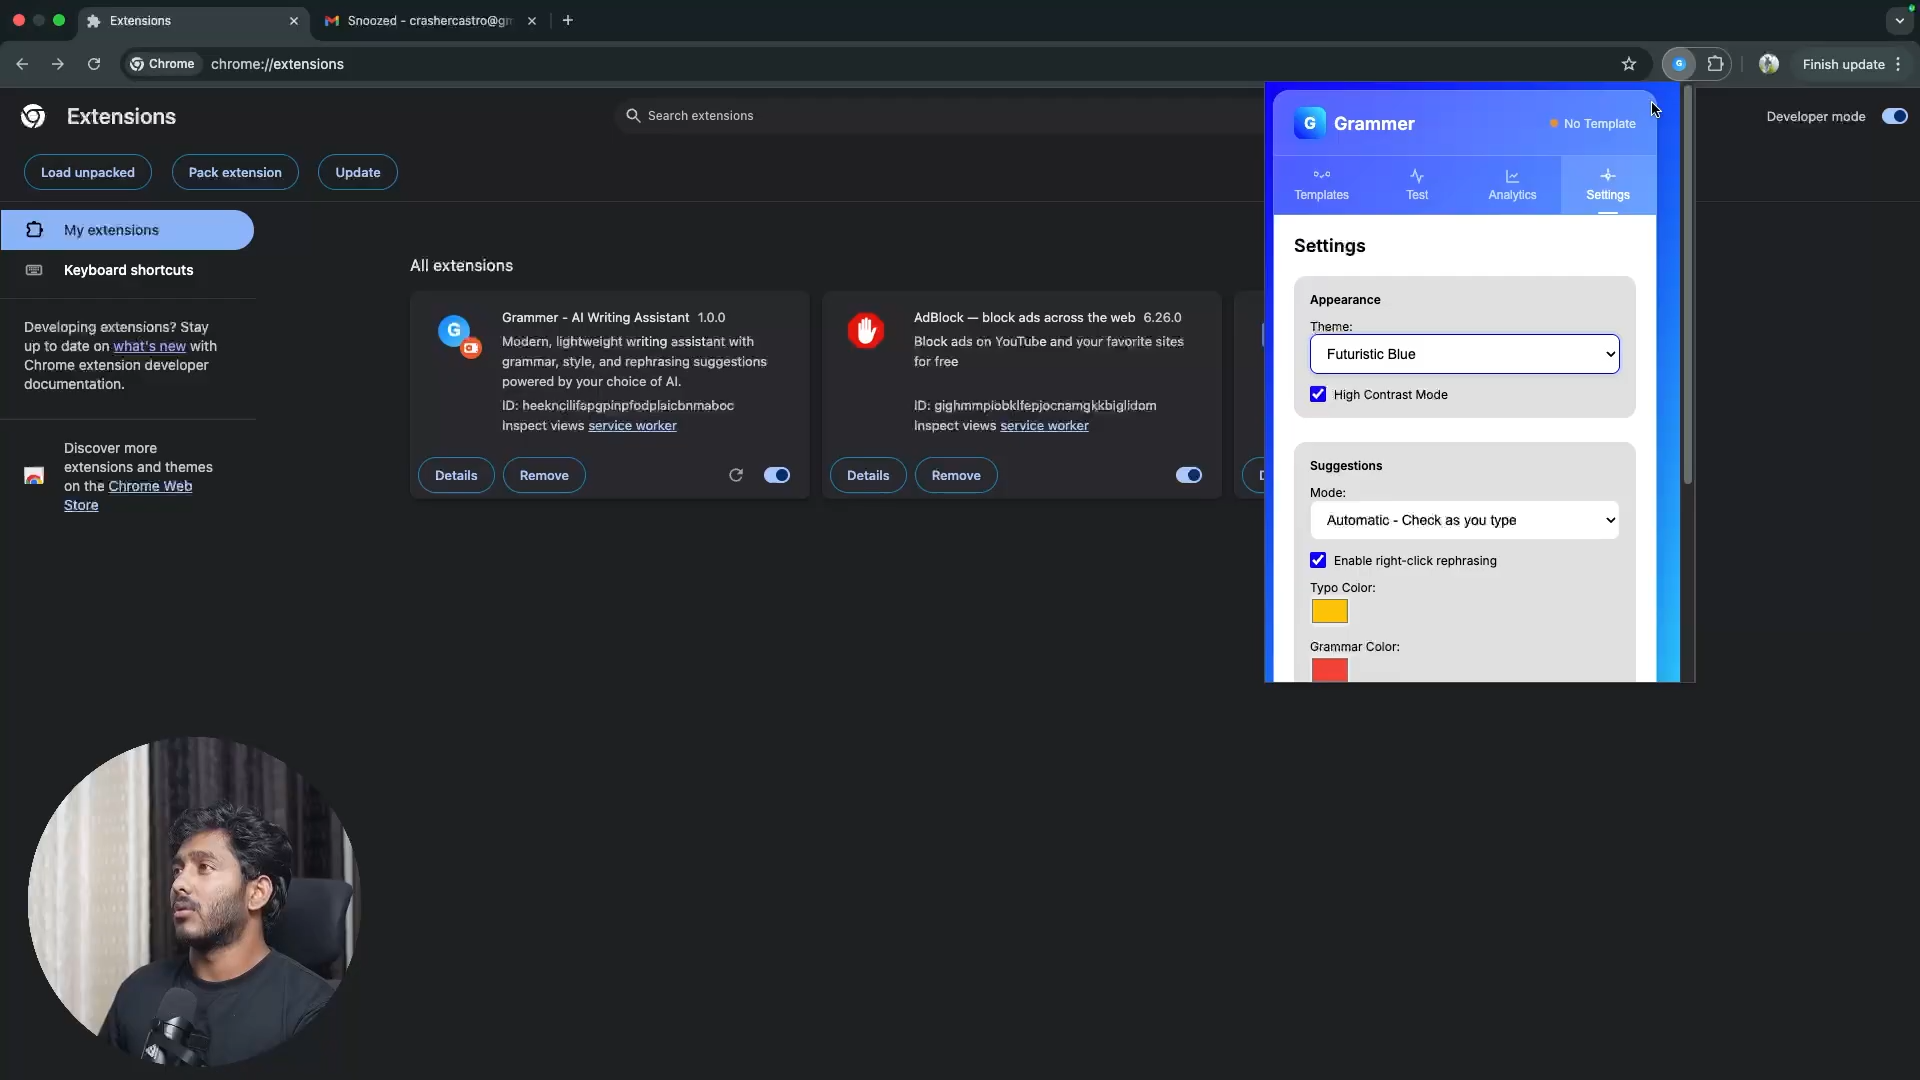 Extensions
Snoozed - crashercastro@gm
Chrome
chrome://extensions
Finish update
Extensions
Search extensions
Developer mode
Load unpacked
Pack extension
Update
My extensions
Keyboard shortcuts
Developing extensions? Stay
up to date on what's new with
Chrome extension developer
documentation.
Discover more
extensions and themes
on the Chrome Web
Store
All extensions
G
Grammer - AI Writing Assistant 1.0.0
Modern, lightweight writing assistant with
grammar, style, and rephrasing suggestions
powered by your choice of AI.
Inspect views service worker
Details
Remove
AdBlock — block ads across the web 6.26.0
Block ads on YouTube and your favorite sites
for free
Inspect views service worker
Details
Remove
G
Grammer
No Template
Templates
Test
Analytics
Settings
Settings
Appearance
Theme:
Futuristic Blue
High Contrast Mode
Suggestions
Mode:
Automatic - Check as you type
Enable right-click rephrasing
Typo Color:
Grammar Color: